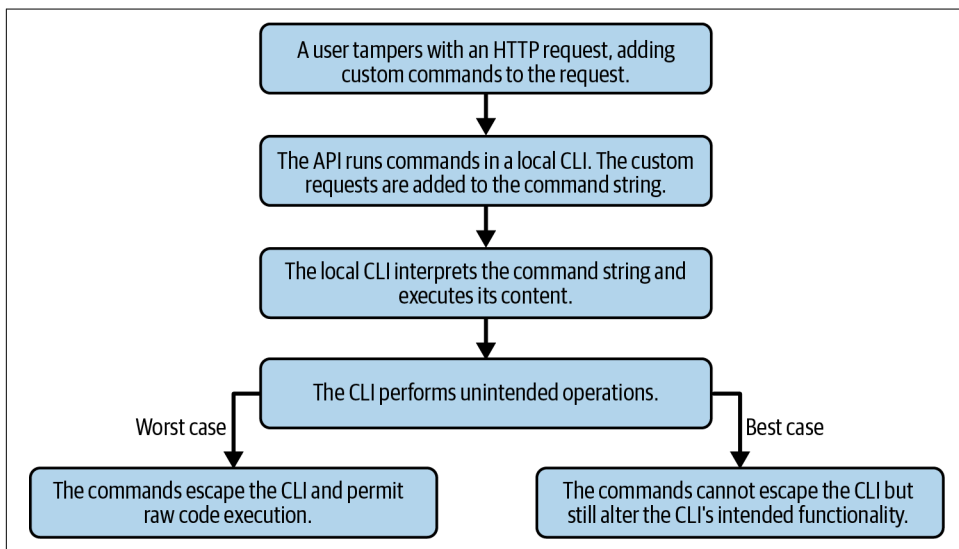 A user tampers with an HTTP request, adding
custom commands to the request.
The API runs commands in a local CLI. The custom
requests are added to the command string.
The local CLI interprets the command string and
executes its content.
The CLI performs unintended operations.
Worst case
Best case
The commands escape the CLI and permit
raw code execution.
The commands cannot escape the CLI but
still alter the CLI's intended functionality.